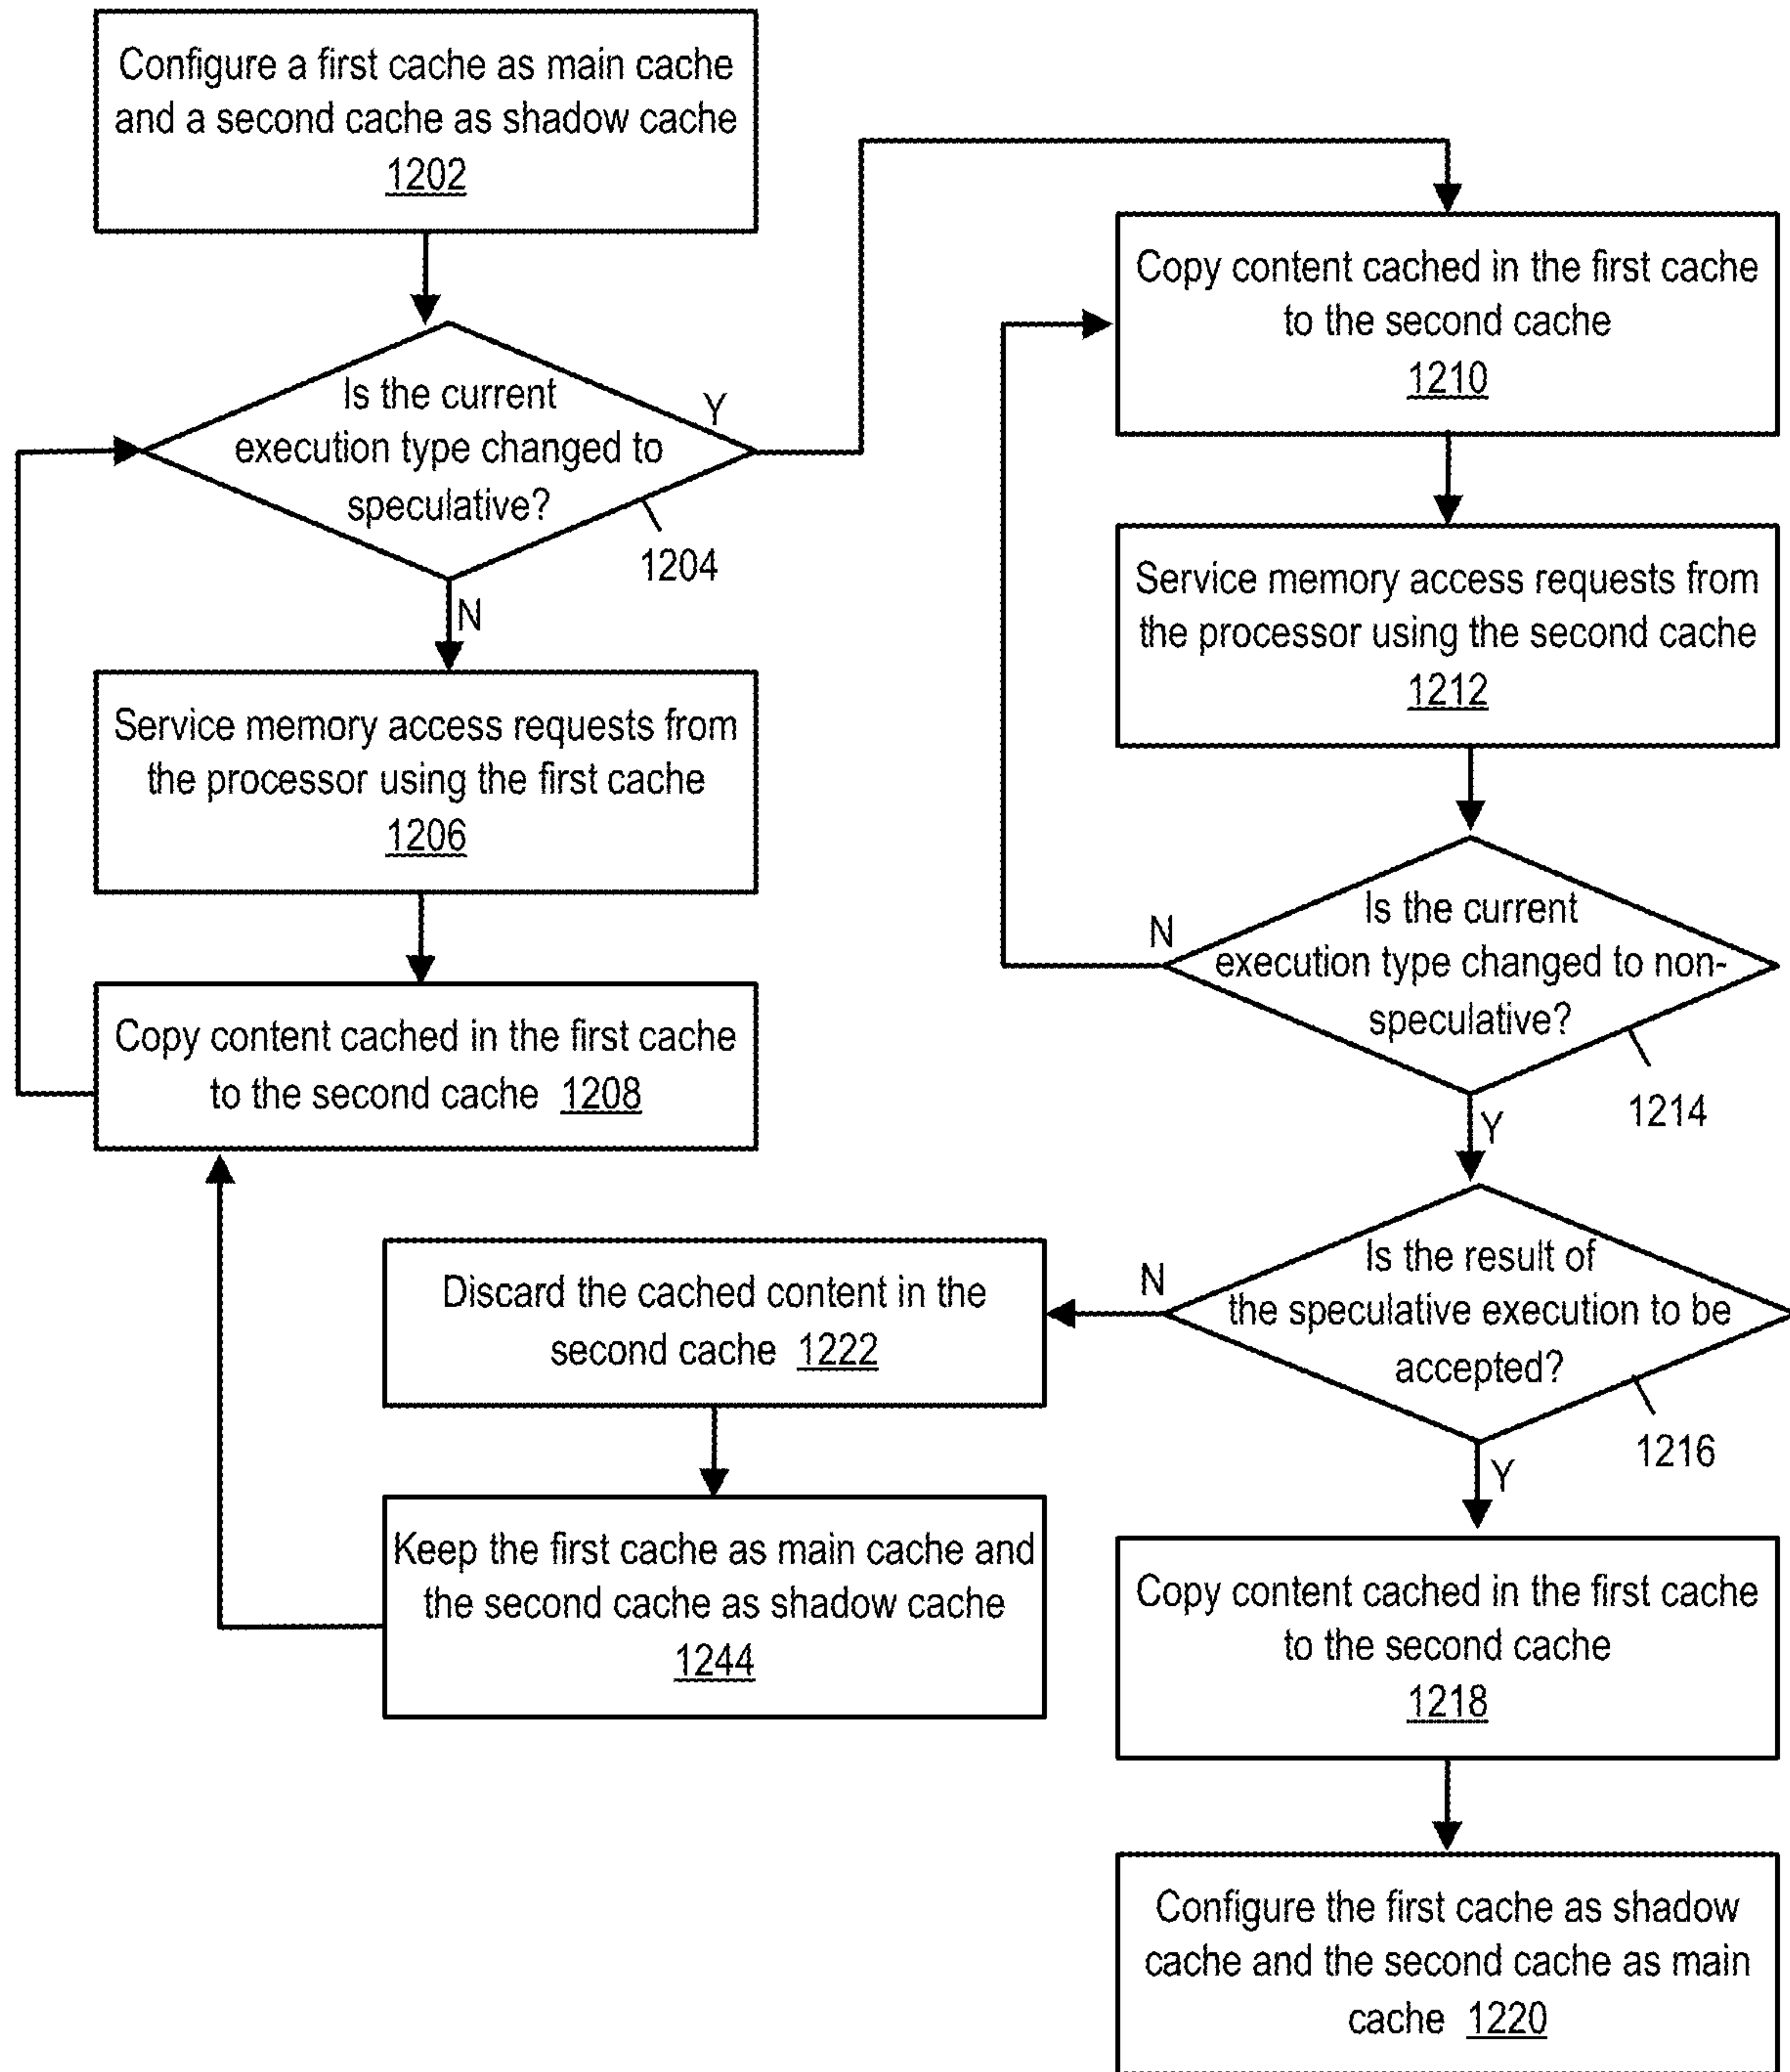 Configure a first cache as main cache
and a second cache as shadow cache
1202
Is the current
execution type changed to
speculative?
Y
1204
N
Service memory access requests from
the processor using the first cache
1206
Copy content cached in the first cache
to the second cache 1208
Copy content cached in the first cache
to the second cache
1210
Service memory access requests from
the processor using the second cache
1212
Is the current
execution type changed to non-
speculative?
N
1214
Y
Is the result of
the speculative execution to be
accepted?
N
1216
Y
Discard the cached content in the
second cache 1222
Keep the first cache as main cache and
the second cache as shadow cache
1244
Copy content cached in the first cache
to the second cache
1218
Configure the first cache as shadow
cache and the second cache as main
cache 1220